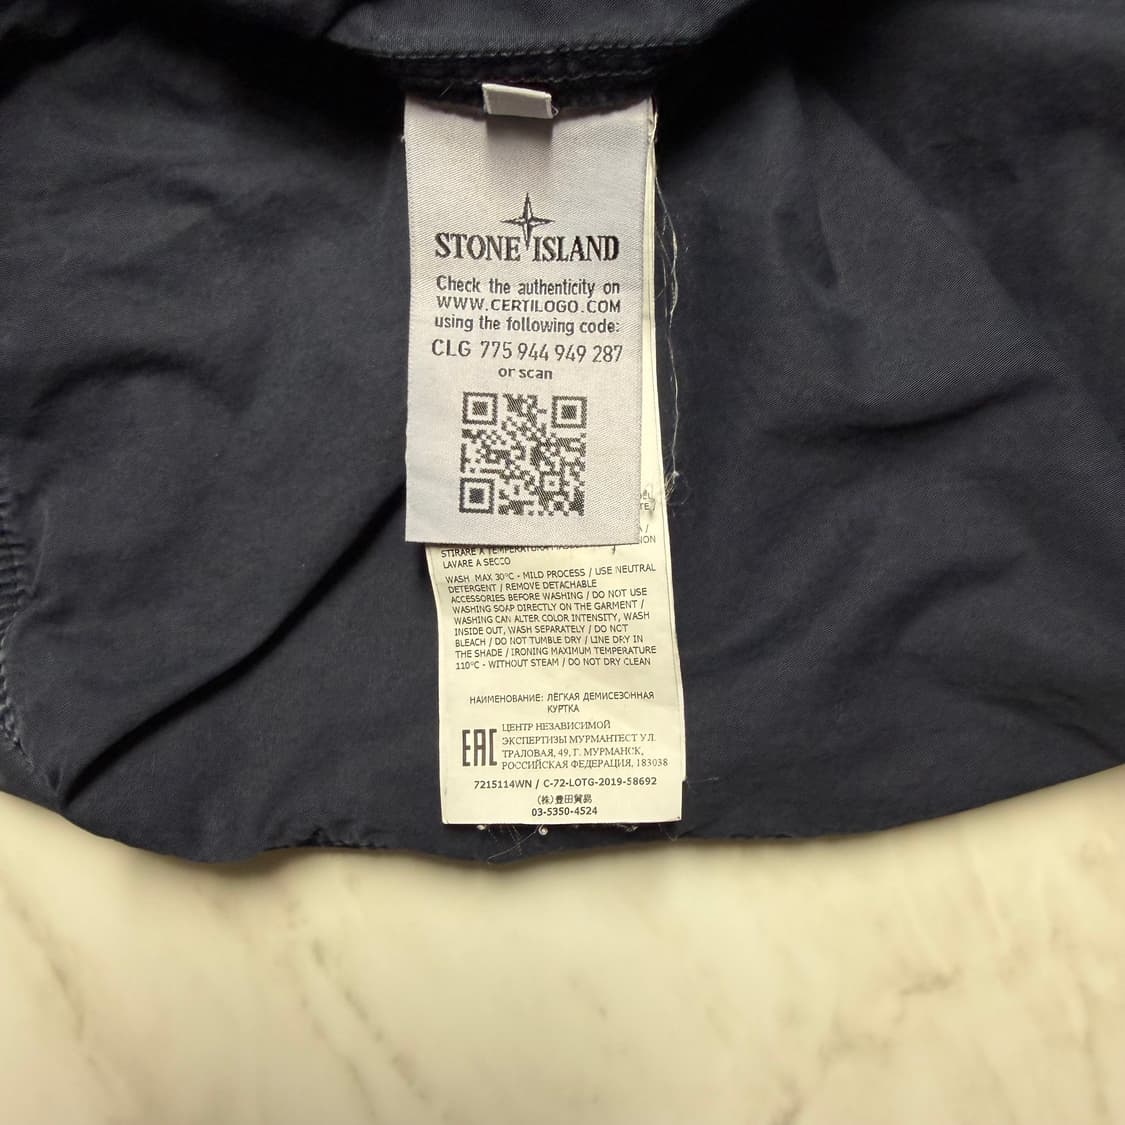 STONE ISLAND
Check the authenticity on
WWW.CERTILOGO.COM
using the following code:
CLG 775 944 949 287
or scan
STIRARE A TEMPERATURA
LAVARE A SECCO
WASH MAX 30°C - MILD PROCESS / USE NEUTRAL
DETERGENT / REMOVE DETACHABLE
ACCESSORIES BEFORE WASHING / DO NOT USE
WASHING SOAP DIRECTLY ON THE GARMENT /
WASHING CAN ALTER COLOR INTENSITY, WASH
INSIDE OUT, WASH SEPARATELY / DO NOT
BLEACH / DO NOT TUMBLE DRY / LINE DRY IN
THE SHADE / IRONING MAXIMUM TEMPERATURE
110°C - WITHOUT STEAM / DO NOT DRY CLEAN
НАИМЕНОВАНИЕ: ЛЁГКАЯ ДЕМИСЕЗОННАЯ
КУРТКА
EAC
ЦЕНТР НЕЗАВИСИМОЙ
ЭКСПЕРТИЗЫ МУРМАНТЕСТ УЛ.
ТРАЛОВАЯ, 49, Г. МУРМАНСК,
РОССИЙСКАЯ ФЕДЕРАЦИЯ, 183038
7215114WN / C-72-LOTG-2019-58692
(株)豊田貿易
03-5350-4524